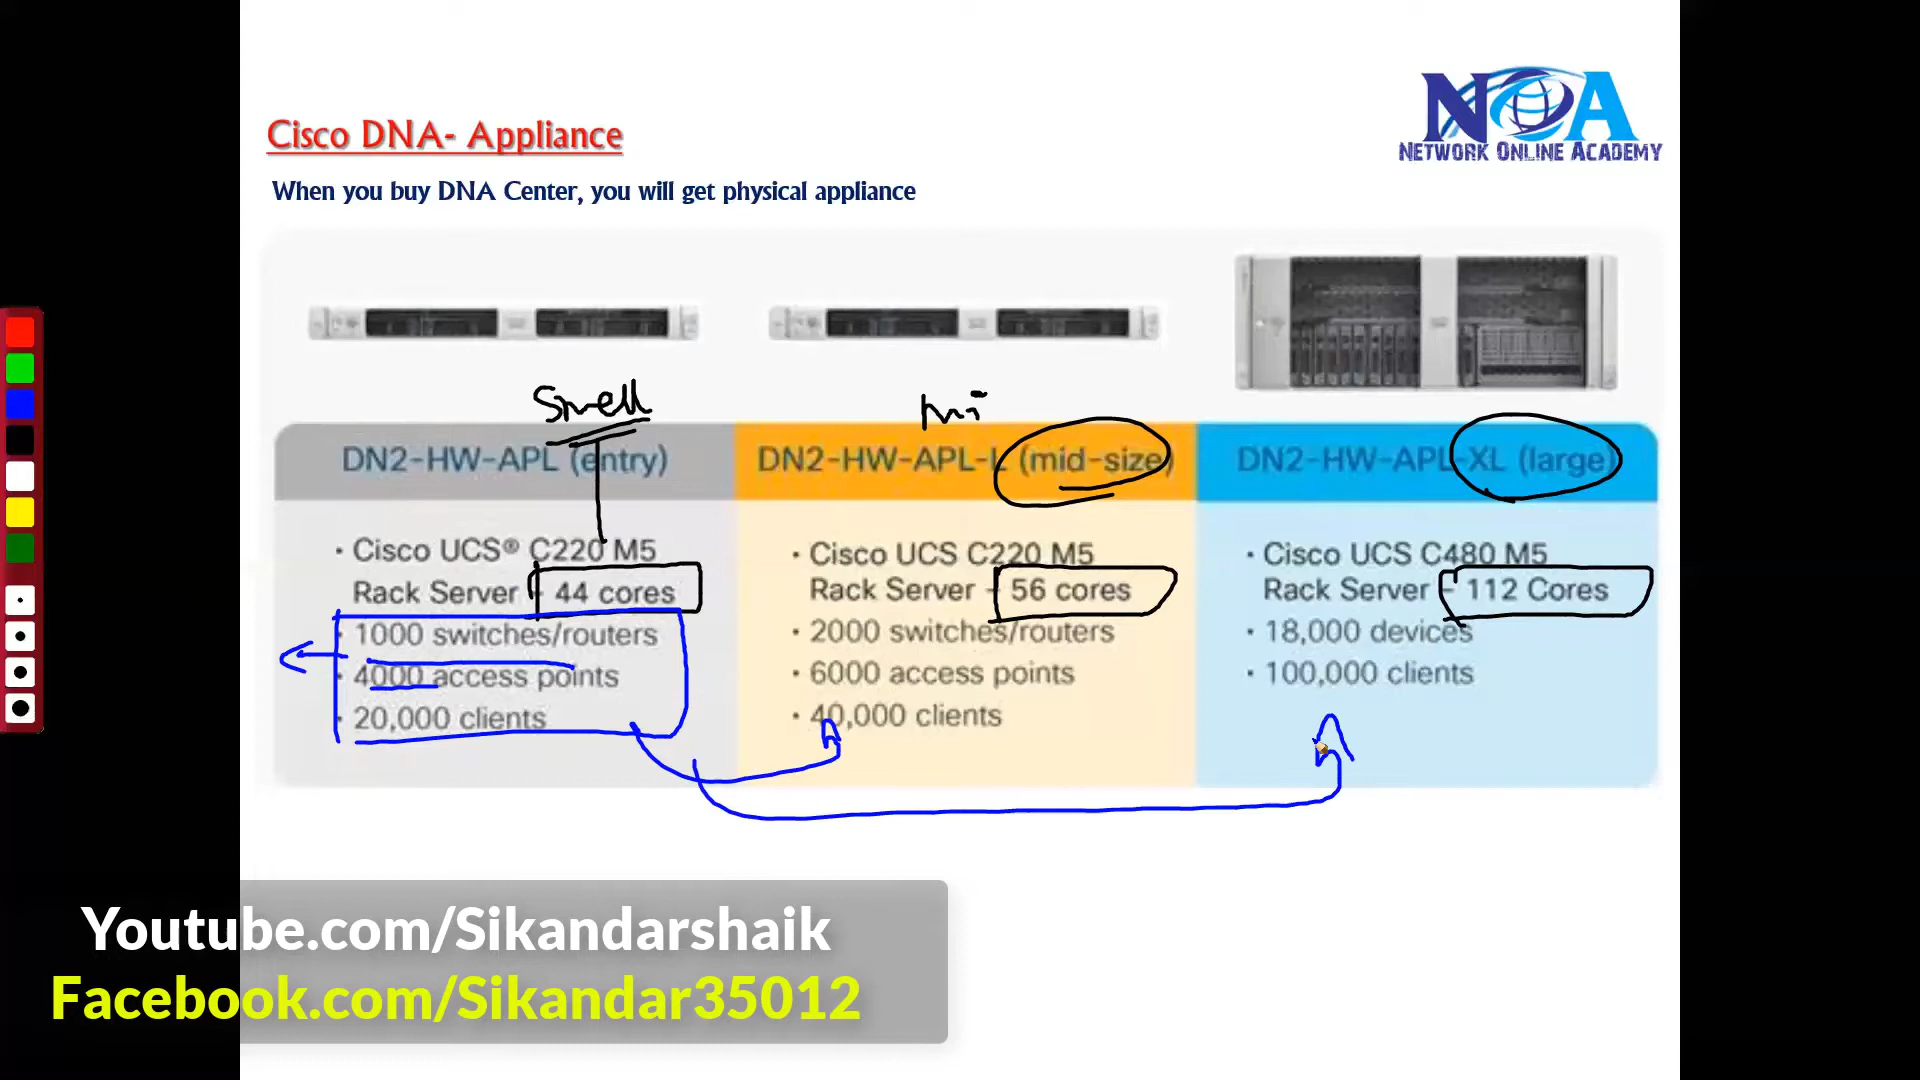 NOA
NETWORK ONLINE ACADEMY
Cisco DNA- Appliance
When you buy DNA Center, you will get physical appliance
Small
Mi
DN2-HW-APL (entry)
DN2-HW-APL-L (mid-size)
DN2-HW-APL-XL (large)
• Cisco UCS® C220 M5
Rack Server - 44 cores
• 1000 switches/routers
• 4000 access points
• 20,000 clients
• Cisco UCS C220 M5
Rack Server - 56 cores
• 2000 switches/routers
• 6000 access points
• 40,000 clients
• Cisco UCS C480 M5
Rack Server - 112 Cores
• 18,000 devices
• 100,000 clients
Youtube.com/Sikandarshaik
Facebook.com/Sikandar35012